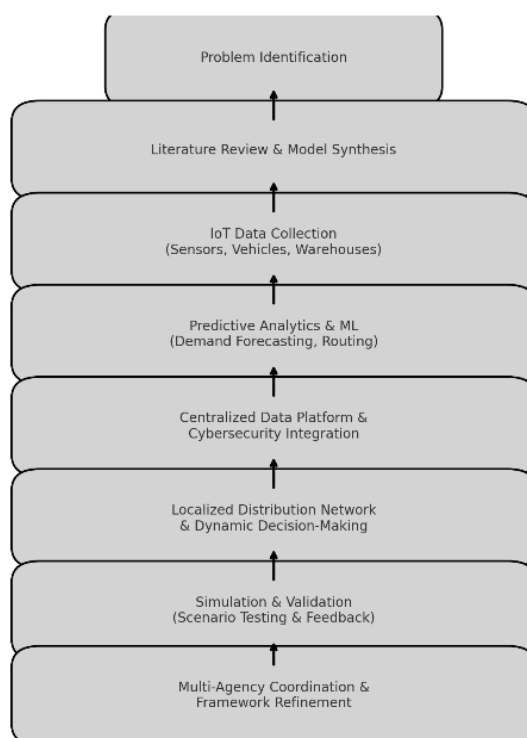 Problem Identification
Literature Review & Model Synthesis
IoT Data Collection
(Sensors, Vehicles, Warehouses)
Predictive Analytics & ML
(Demand Forecasting, Routing)
Centralized Data Platform &
Cybersecurity Integration
Localized Distribution Network
& Dynamic Decision-Making
Simulation & Validation
(Scenario Testing & Feedback)
Multi-Agency Coordination &
Framework Refinement